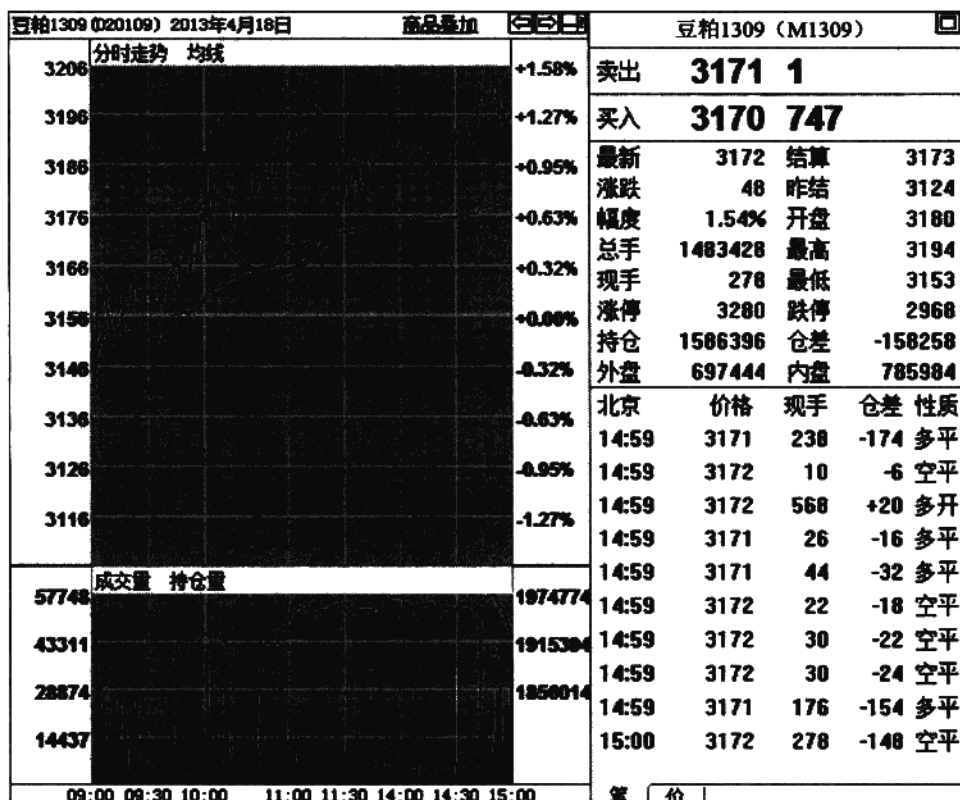 豆粕1309 (020109) 2013年4月18日 商品叠加
分时走势 均线
3206 +1.58%
3196 +1.27%
3186 +0.95%
3176 +0.63%
3166 +0.32%
3156 +0.00%
3146 -0.32%
3136 -0.63%
3126 -0.95%
3116 -1.27%
成交量 持仓量
57748 1974774
43311 1915394
28874 1856014
14437
09:00 09:30 10:00 11:00 11:30 14:00 14:30 15:00
豆粕1309（M1309）
卖出 3171 1
买入 3170 747
最新 3172 结算 3173
涨跌 48 昨结 3124
幅度 1.54% 开盘 3180
总手 1483428 最高 3194
现手 278 最低 3153
涨停 3280 跌停 2968
持仓 1586396 仓差 -158258
外盘 697444 内盘 785984
北京 价格 现手 仓差 性质
14:59 3171 238 -174 多平
14:59 3172 10 -6 空平
14:59 3172 568 +20 多开
14:59 3171 26 -16 多平
14:59 3171 44 -32 多平
14:59 3172 22 -18 空平
14:59 3172 30 -22 空平
14:59 3172 30 -24 空平
14:59 3171 176 -154 多平
15:00 3172 278 -148 空平
笔 价